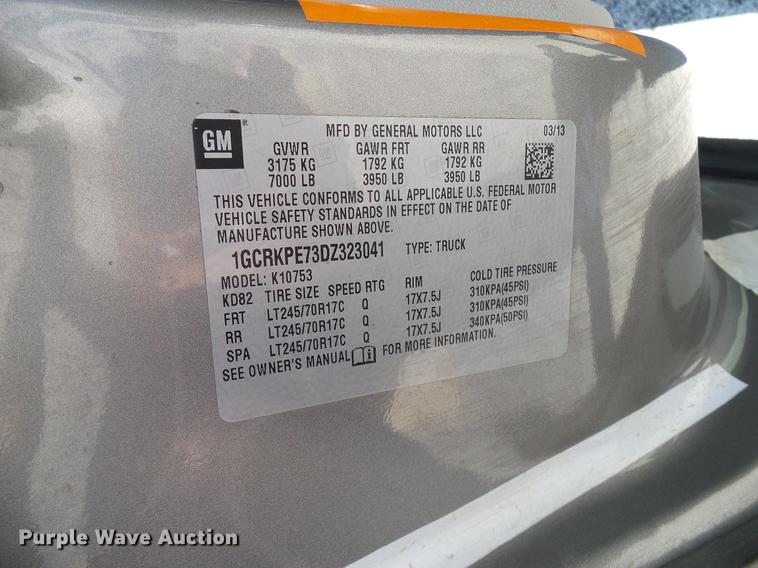 GM ®
MFD BY GENERAL MOTORS LLC 03/13
GVWR GAWR FRT GAWR RR
3175 KG 1792 KG 1792 KG
7000 LB 3950 LB 3950 LB
THIS VEHICLE CONFORMS TO ALL APPLICABLE U.S. FEDERAL MOTOR
VEHICLE SAFETY STANDARDS IN EFFECT ON THE DATE OF
MANUFACTURE SHOWN ABOVE.
1GCRKPE73DZ323041 TYPE: TRUCK
MODEL: K10753
KD82 TIRE SIZE SPEED RTG RIM COLD TIRE PRESSURE
FRT LT245/70R17C Q 17X7.5J 310KPA(45PSI)
RR LT245/70R17C Q 17X7.5J 310KPA(45PSI)
SPA LT245/70R17C Q 17X7.5J 340KPA(50PSI)
SEE OWNER'S MANUAL FOR MORE INFORMATION.
Purple Wave Auction